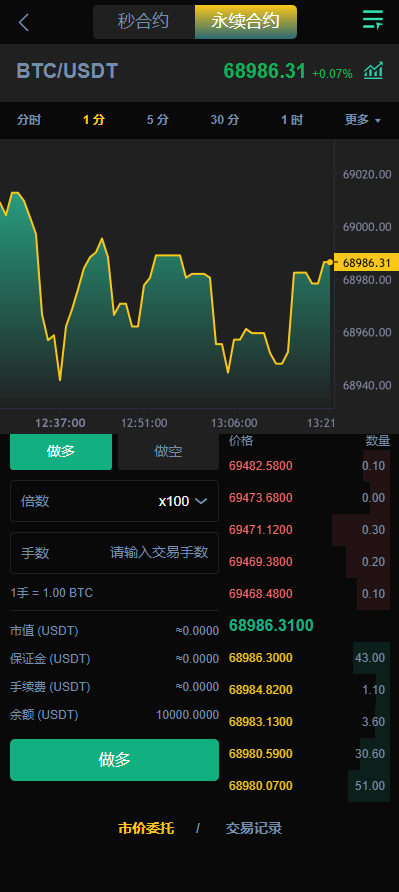 秒合约 永续合约
BTC/USDT 68986.31 +0.07%
分时 1 分 5 分 30 分 1 时 更多
69020.00
69000.00
68986.31
68980.00
68960.00
68940.00
12:37:00 12:51:00 13:06:00 13:21
做多 做空
倍数 x100
手数 请输入交易手数
1手 = 1.00 BTC
市值 (USDT) ≈0.0000
保证金 (USDT) ≈0.0000
手续费 (USDT) ≈0.0000
余额 (USDT) 10000.0000
做多
价格 数量
69482.5800 0.10
69473.6800 0.00
69471.1200 0.30
69469.3800 0.20
69468.4800 0.10
68986.3100
68986.3000 43.00
68984.8200 1.10
68983.1300 3.60
68980.5900 30.60
68980.0700 51.00
市价委托 / 交易记录